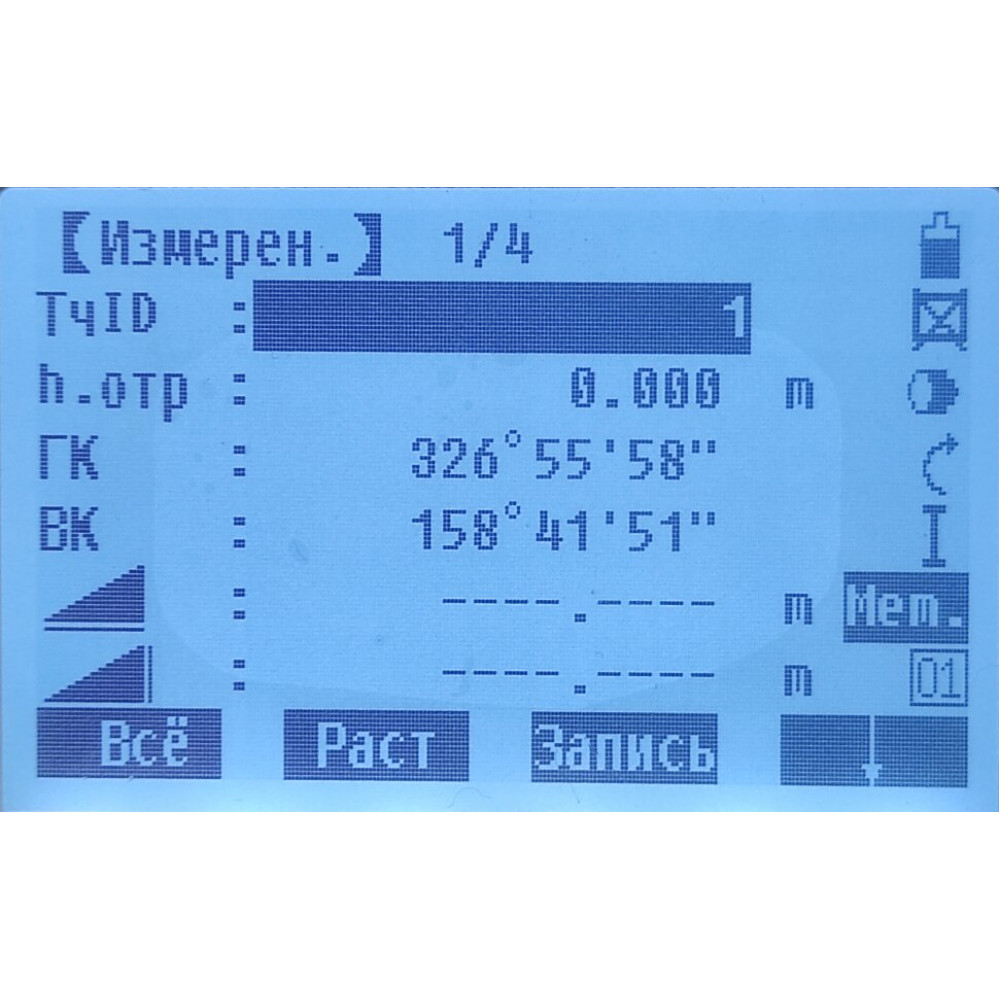 【Измерен.】 1/4
ТчID : 1
h.отр : 0.000 m
ГК : 326°55'58"
ВК : 158°41'51"
: ----.---- m Mem.
: ----.---- m 01
Всё Раст Запись